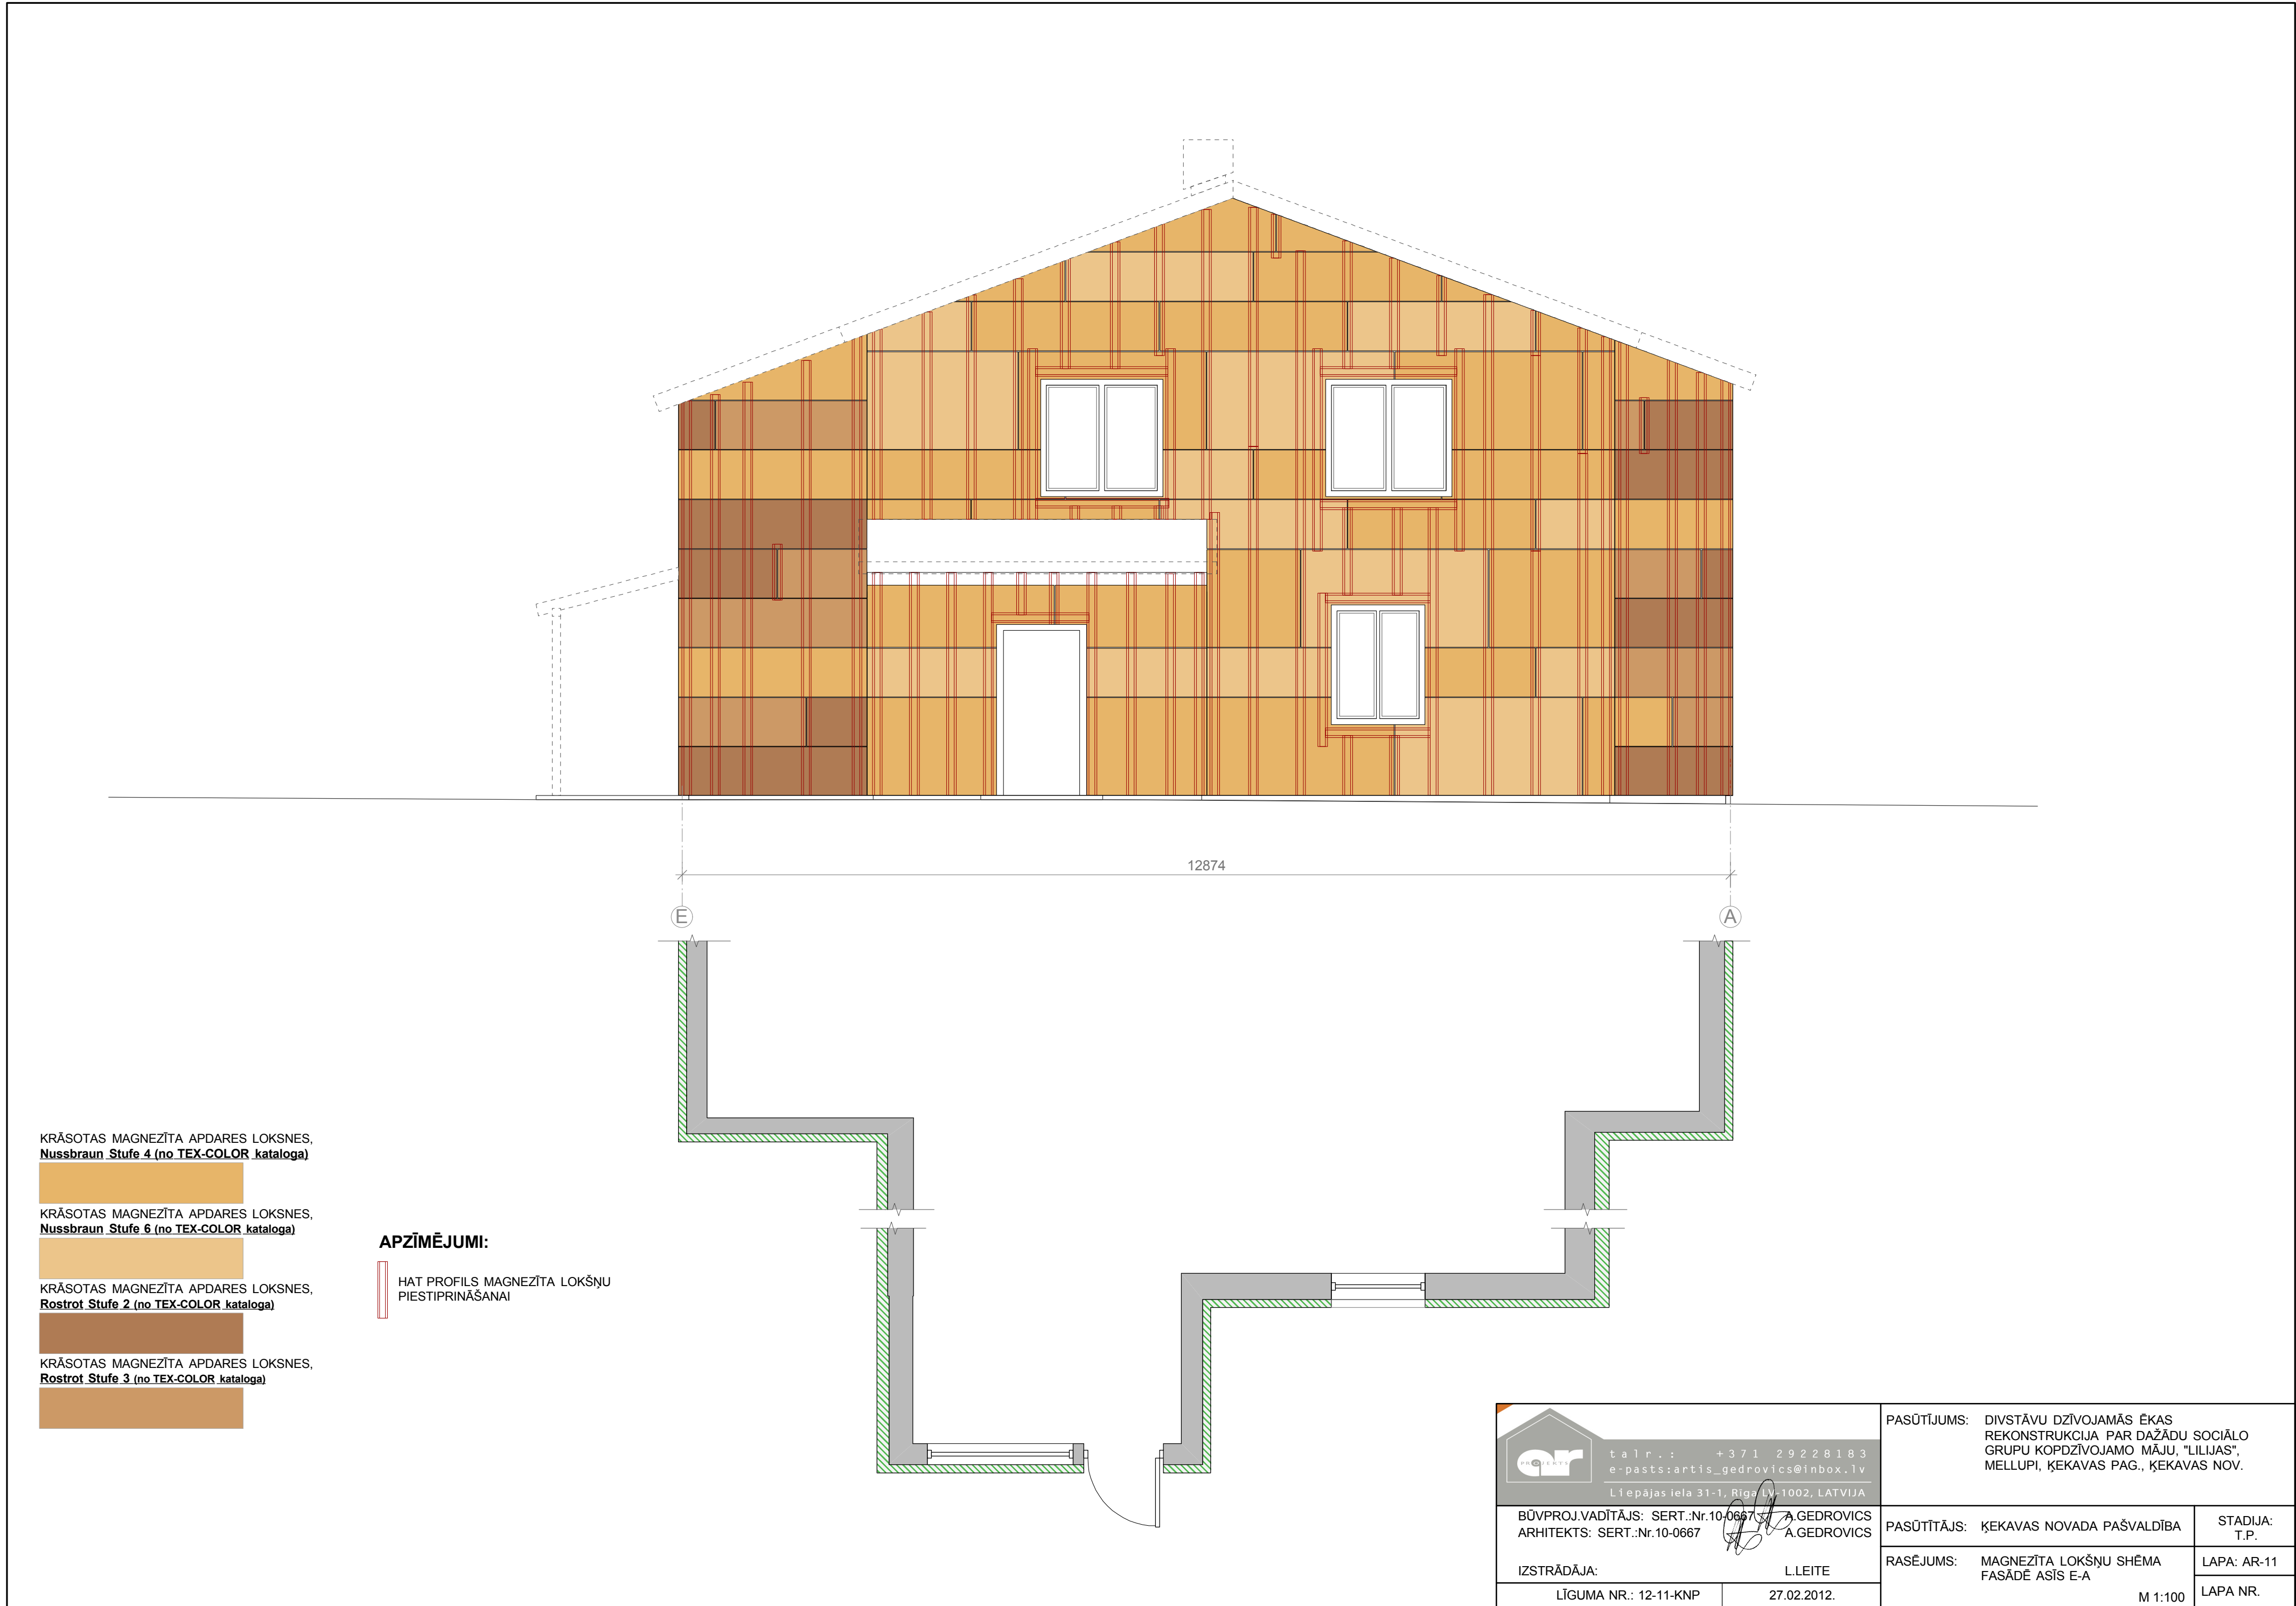 12874
E
A
KRĀSOTAS MAGNEZĪTA APDARES LOKSNES,
Nussbraun Stufe 4 (no TEX-COLOR kataloga)
KRĀSOTAS MAGNEZĪTA APDARES LOKSNES,
Nussbraun Stufe 6 (no TEX-COLOR kataloga)
KRĀSOTAS MAGNEZĪTA APDARES LOKSNES,
Rostrot Stufe 2 (no TEX-COLOR kataloga)
KRĀSOTAS MAGNEZĪTA APDARES LOKSNES,
Rostrot Stufe 3 (no TEX-COLOR kataloga)
APZĪMĒJUMI:
HAT PROFILS MAGNEZĪTA LOKŠŅU
PIESTIPRINĀŠANAI
ar
PROJEKTS
talr.: +371 29228183
e-pasts:artis_gedrovics@inbox.lv
Liepājas iela 31-1, Rīga LV-1002, LATVIJA
BŪVPROJ.VADĪTĀJS: SERT.:Nr.10-0667 A.GEDROVICS
ARHITEKTS: SERT.:Nr.10-0667 A.GEDROVICS
IZSTRĀDĀJA: L.LEITE
LĪGUMA NR.: 12-11-KNP 27.02.2012.
PASŪTĪJUMS: DIVSTĀVU DZĪVOJAMĀS ĒKAS
REKONSTRUKCIJA PAR DAŽĀDU SOCIĀLO
GRUPU KOPDZĪVOJAMO MĀJU, "LILIJAS",
MELLUPI, ĶEKAVAS PAG., ĶEKAVAS NOV.
PASŪTĪTĀJS: ĶEKAVAS NOVADA PAŠVALDĪBA
STADIJA:
T.P.
RASĒJUMS: MAGNEZĪTA LOKŠŅU SHĒMA
FASĀDĒ ASĪS E-A
M 1:100
LAPA: AR-11
LAPA NR.